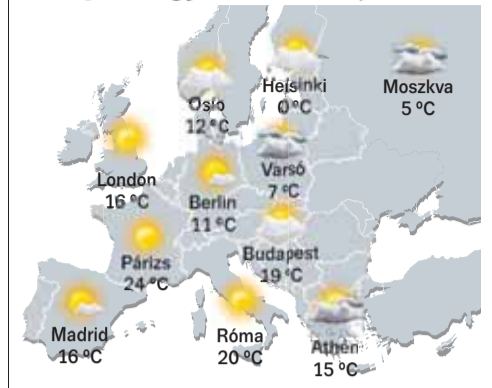 Oslo
12 °C
Helsinki
0 °C
Moszkva
5 °C
London
16 °C
Berlin
11 °C
Varsó
7 °C
Párizs
24 °C
Budapest
19 °C
Madrid
16 °C
Róma
20 °C
Athén
15 °C